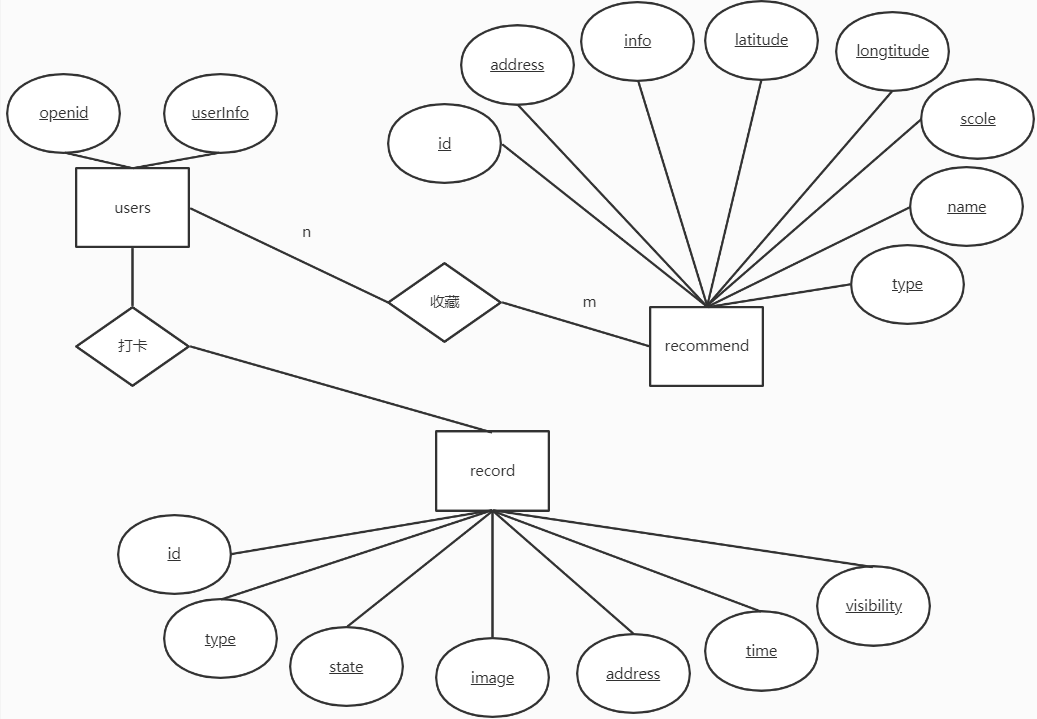 info
latitude
longtitude
address
openid
userInfo
scole
id
name
users
n
type
收藏
m
打卡
recommend
record
id
visibility
type
time
state
address
image